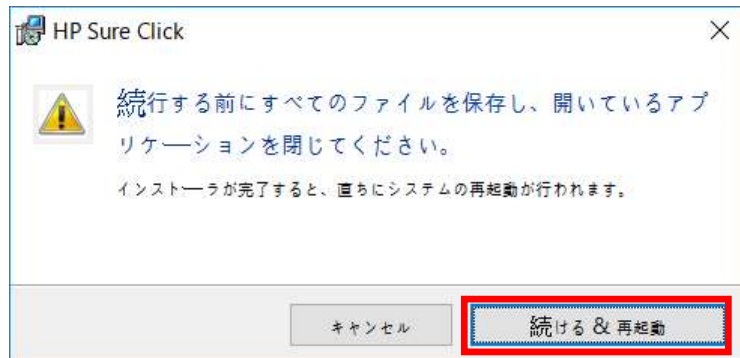 HP Sure Click
続行する前にすべてのファイルを保存し、開いているアプ
リケーションを閉じてください。
インストーラが完了すると、直ちにシステムの再起動が行われます。
キャンセル
続ける & 再起動